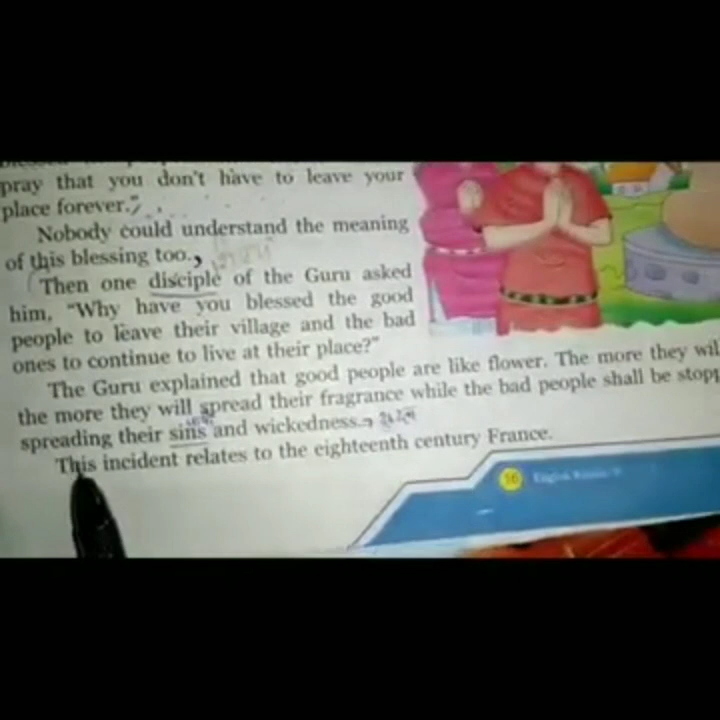 pray that you don't have to leave your
place forever."
Nobody could understand the meaning
of this blessing too.
Then one disciple of the Guru asked
him, "Why have you blessed the good
people to leave their village and the bad
ones to continue to live at their place?"
The Guru explained that good people are like flower. The more they wil
the more they will spread their fragrance while the bad people shall be stopp
spreading their sins and wickedness.
This incident relates to the eighteenth century France.
16 English